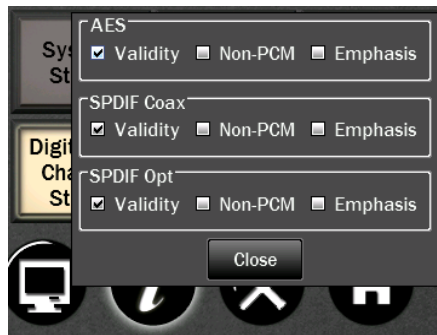 AES
Validity Non-PCM Emphasis
SPDIF Coax
Validity Non-PCM Emphasis
SPDIF Opt
Validity Non-PCM Emphasis
Close